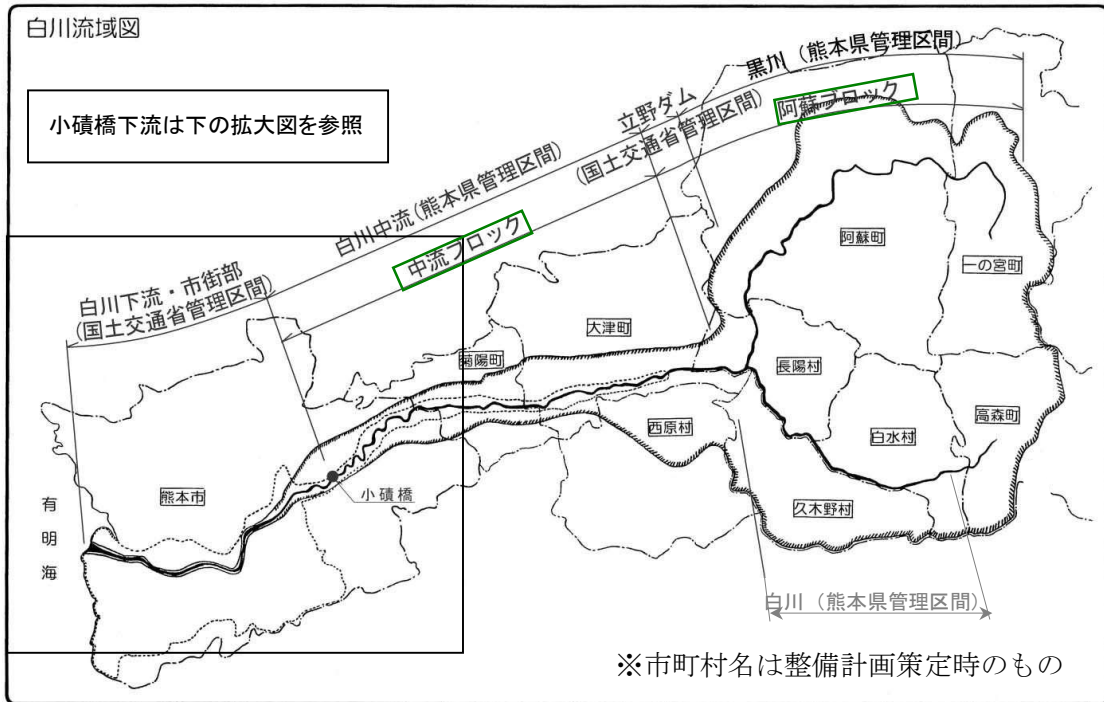 白川流域図
小磧橋下流は下の拡大図を参照
黒川（熊本県管理区間）
阿蘇ブロック
立野ダム
(国土交通省管理区間)
白川中流(熊本県管理区間)
中流ブロック
白川下流・市街部
(国土交通省管理区間)
阿蘇町
一の宮町
大津町
菊陽町
長陽村
高森町
西原村
白水村
熊本市
小磧橋
久木野村
有明海
白川（熊本県管理区間）
※市町村名は整備計画策定時のもの